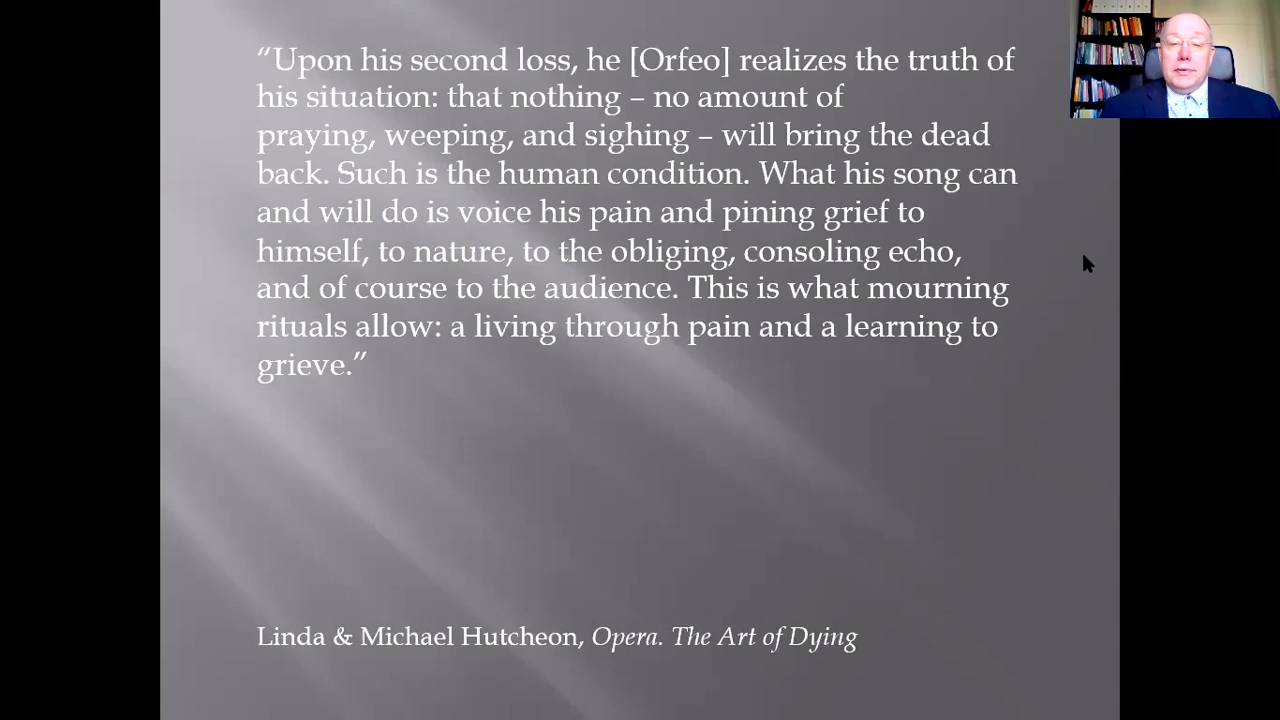 “Upon his second loss, he [Orfeo] realizes the truth of
his situation: that nothing – no amount of
praying, weeping, and sighing – will bring the dead
back. Such is the human condition. What his song can
and will do is voice his pain and pining grief to
himself, to nature, to the obliging, consoling echo,
and of course to the audience. This is what mourning
rituals allow: a living through pain and a learning to
grieve.”
Linda & Michael Hutcheon, Opera. The Art of Dying